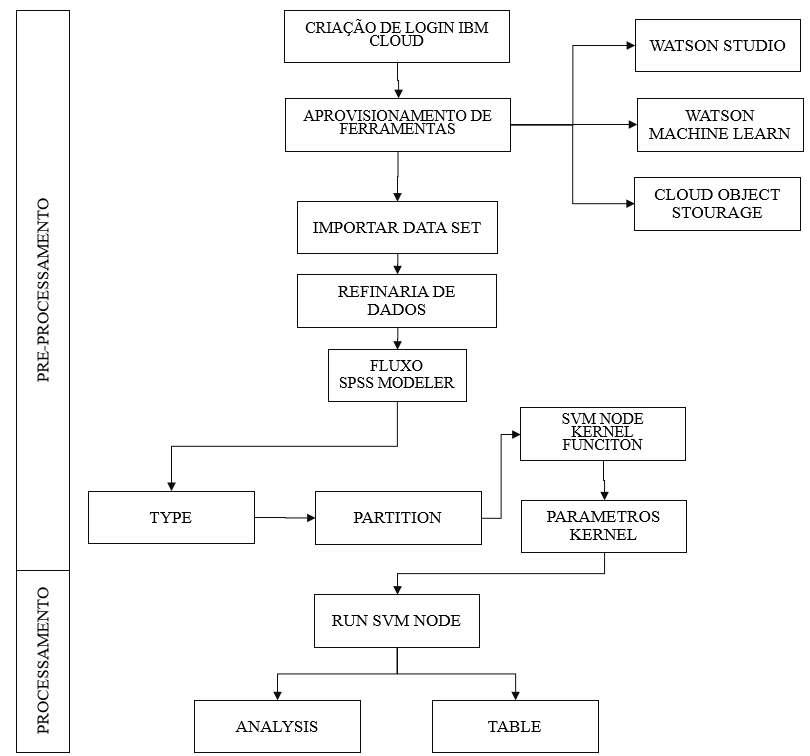 PRE-PROCESSAMENTO
CRIAÇÃO DE LOGIN IBM
CLOUD
APROVISIONAMENTO DE
FERRAMENTAS
WATSON STUDIO
WATSON
MACHINE LEARN
CLOUD OBJECT
STOURAGE
IMPORTAR DATA SET
REFINARIA DE
DADOS
FLUXO
SPSS MODELER
TYPE
PARTITION
SVM NODE
KERNEL
FUNCITON
PARAMETROS
KERNEL
PROCESSAMENTO
RUN SVM NODE
ANALYSIS
TABLE